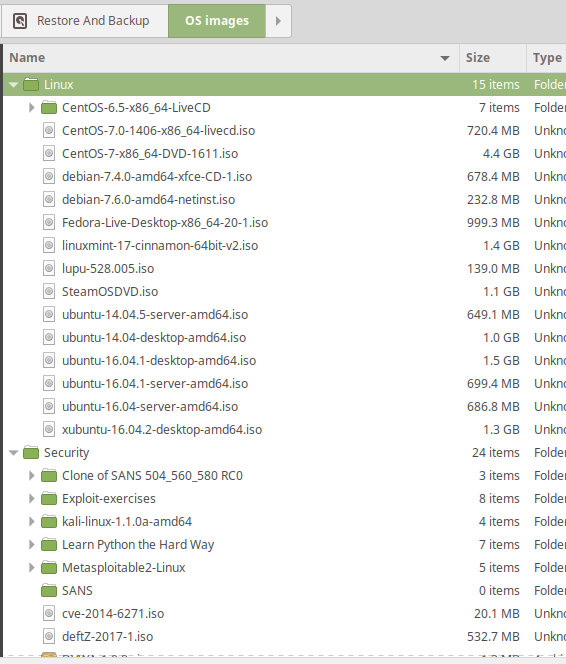 Restore And Backup OS images
Name Size Type
Linux 15 items Folder
CentOS-6.5-x86_64-LiveCD 7 items Folder
CentOS-7.0-1406-x86_64-livecd.iso 720.4 MB Unkno
CentOS-7-x86_64-DVD-1611.iso 4.4 GB Unkno
debian-7.4.0-amd64-xfce-CD-1.iso 678.4 MB Unkno
debian-7.6.0-amd64-netinst.iso 232.8 MB Unkno
Fedora-Live-Desktop-x86_64-20-1.iso 999.3 MB Unkno
linuxmint-17-cinnamon-64bit-v2.iso 1.4 GB Unkno
lupu-528.005.iso 139.0 MB Unkno
SteamOSDVD.iso 1.1 GB Unkno
ubuntu-14.04.5-server-amd64.iso 649.1 MB Unkno
ubuntu-14.04-desktop-amd64.iso 1.0 GB Unkno
ubuntu-16.04.1-desktop-amd64.iso 1.5 GB Unkno
ubuntu-16.04.1-server-amd64.iso 699.4 MB Unkno
ubuntu-16.04-server-amd64.iso 686.8 MB Unkno
xubuntu-16.04.2-desktop-amd64.iso 1.3 GB Unkno
Security 24 items Folder
Clone of SANS 504_560_580 RC0 3 items Folder
Exploit-exercises 8 items Folder
kali-linux-1.1.0a-amd64 4 items Folder
Learn Python the Hard Way 7 items Folder
Metasploitable2-Linux 5 items Folder
SANS 0 items Folder
cve-2014-6271.iso 20.1 MB Unkno
deftZ-2017-1.iso 532.7 MB Unkno